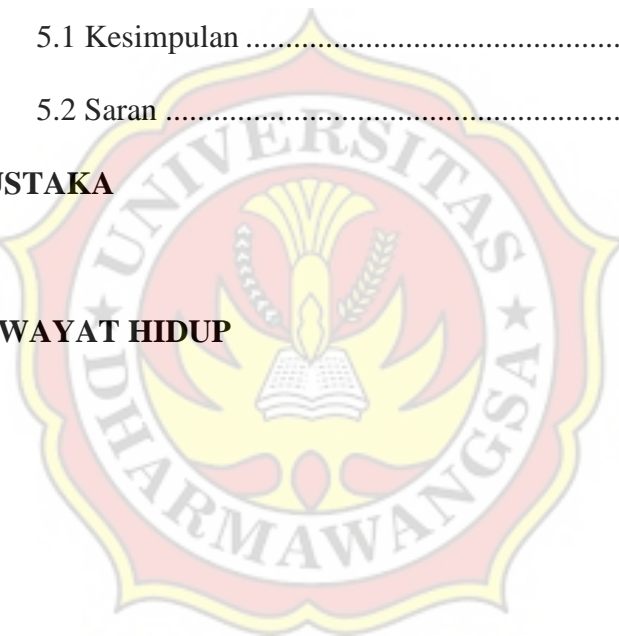 5.1 Kesimpulan ................................................
5.2 Saran ..........................................................
USTAKA
WAYAT HIDUP
UNIVERSITAS
DHARMAWANGSA